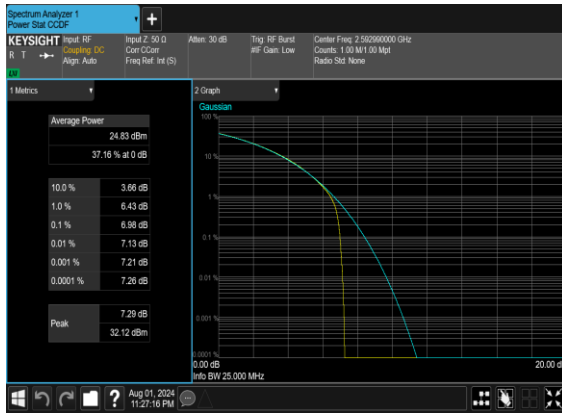 Spectrum Analyzer 1
Power Stat CCDF
KEYSIGHT
R T
Input: RF
Coupling: DC
Align: Auto
Input Z: 50 Ω
Corr CCorr
Freq Ref: Int (S)
Atten: 30 dB
Trig: RF Burst
#IF Gain: Low
Center Freq: 2.592990000 GHz
Counts: 1.00 M/1.00 Mpt
Radio Std: None
1 Metrics
Average Power
24.83 dBm
37.16 % at 0 dB
10.0 % 3.66 dB
1.0 % 6.43 dB
0.1 % 6.98 dB
0.01 % 7.13 dB
0.001 % 7.21 dB
0.0001 % 7.26 dB
Peak
7.29 dB
32.12 dBm
2 Graph
Gaussian
100 %
10 %
1 %
0.1 %
0.01 %
0.001 %
0.0001 %
0.00 dB
20.00 d
Info BW 25.000 MHz
Aug 01, 2024
11:27:16 PM